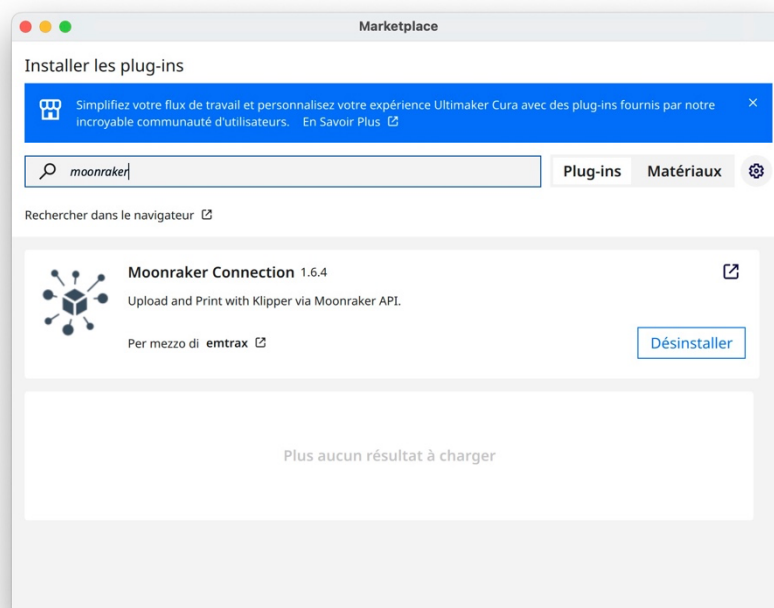 Marketplace
Installer les plug-ins
Simplifiez votre flux de travail et personnalisez votre expérience Ultimaker Cura avec des plug-ins fournis par notre
incroyable communauté d'utilisateurs. En Savoir Plus
moonraker
Plug-ins
Matériaux
Rechercher dans le navigateur
Moonraker Connection 1.6.4
Upload and Print with Klipper via Moonraker API.
Per mezzo di emtrax
Désinstaller
Plus aucun résultat à charger